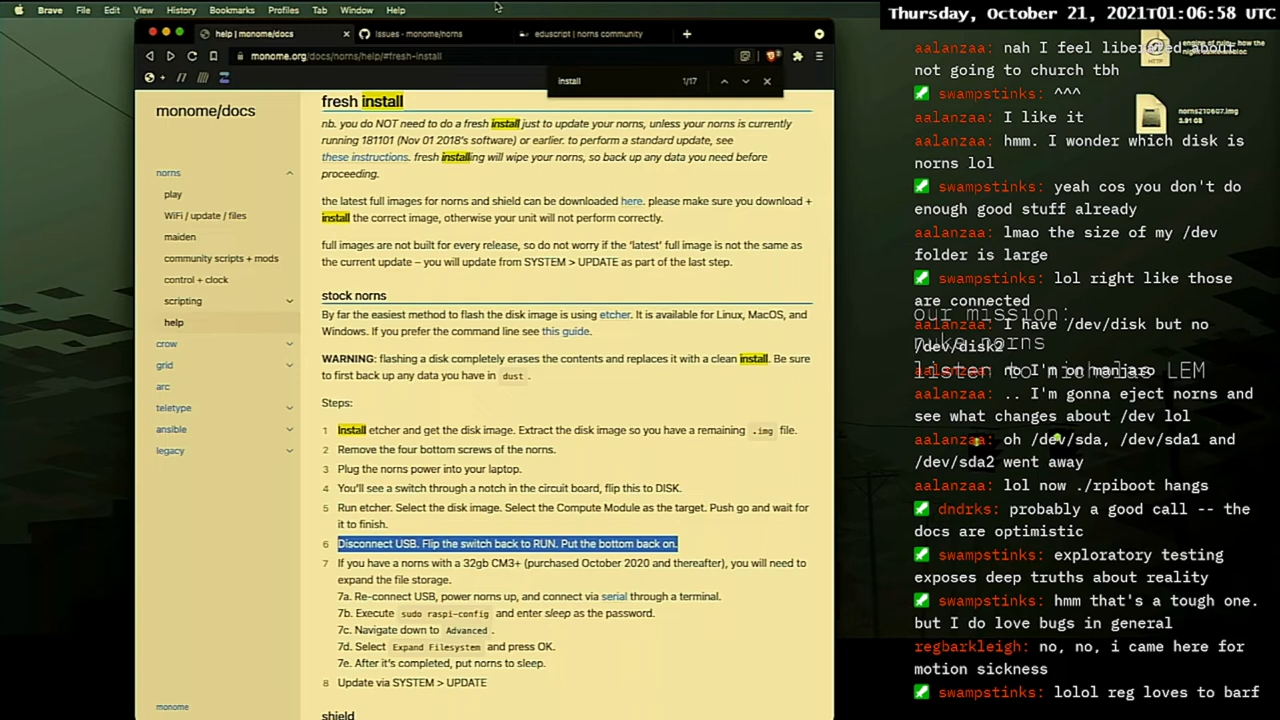 Brave File Edit View History Bookmarks Profiles Tab Window Help
Thursday, October 21, 2021T01:06:58 UTC
help | monome/docs
Issues - monome/norns
eduscript | norns community
monome.org/docs/norns/help/#fresh-install
install 1/17
monome/docs
norns
play
WiFi / update / files
maiden
community scripts + mods
control + clock
scripting
help
crow
grid
arc
teletype
ansible
legacy
monome
fresh install
nb. you do NOT need to do a fresh install just to update your norns, unless your norns is currently
running 181101 (Nov 01 2018's software) or earlier. to perform a standard update, see
these instructions. fresh installing will wipe your norns, so back up any data you need before
proceeding.
the latest full images for norns and shield can be downloaded here. please make sure you download +
install the correct image, otherwise your unit will not perform correctly.
full images are not built for every release, so do not worry if the 'latest' full image is not the same as
the current update – you will update from SYSTEM > UPDATE as part of the last step.
stock norns
By far the easiest method to flash the disk image is using etcher. It is available for Linux, MacOS, and
Windows. If you prefer the command line see this guide.
WARNING: flashing a disk completely erases the contents and replaces it with a clean install. Be sure
to first back up any data you have in dust.
Steps:
1 Install etcher and get the disk image. Extract the disk image so you have a remaining .img file.
2 Remove the four bottom screws of the norns.
3 Plug the norns power into your laptop.
4 You'll see a switch through a notch in the circuit board, flip this to DISK.
5 Run etcher. Select the disk image. Select the Compute Module as the target. Push go and wait for
it to finish.
6 Disconnect USB. Flip the switch back to RUN. Put the bottom back on.
7 If you have a norns with a 32gb CM3+ (purchased October 2020 and thereafter), you will need to
expand the file storage.
7a. Re-connect USB, power norns up, and connect via serial through a terminal.
7b. Execute sudo raspi-config and enter sleep as the password.
7c. Navigate down to Advanced.
7d. Select Expand Filesystem and press OK.
7e. After it's completed, put norns to sleep.
8 Update via SYSTEM > UPDATE
shield
HTTP
engine of ruin– how the
norns210607.img
3.91 GB
aalanzaa: nah I feel liberated about
not going to church tbh
swampstinks: ^^^
aalanzaa: I like it
aalanzaa: hmm. I wonder which disk is
norns lol
swampstinks: yeah cos you don't do
enough good stuff already
aalanzaa: lmao the size of my /dev
folder is large
swampstinks: lol right like those
are connected
our mission:
aalanzaa: I have /dev/disk but no
/dev/disk2
nuke norns
listen to nicholas LEM
aalanzaa: no I'm on manjaro
aalanzaa: .. I'm gonna eject norns and
see what changes about /dev lol
aalanzaa: oh /dev/sda, /dev/sda1 and
/dev/sda2 went away
aalanzaa: lol now ./rpiboot hangs
dndrks: probably a good call -- the
docs are optimistic
swampstinks: exploratory testing
exposes deep truths about reality
swampstinks: hmm that's a tough one.
but I do love bugs in general
regbarkleigh: no, no, i came here for
motion sickness
swampstinks: lolol reg loves to barf